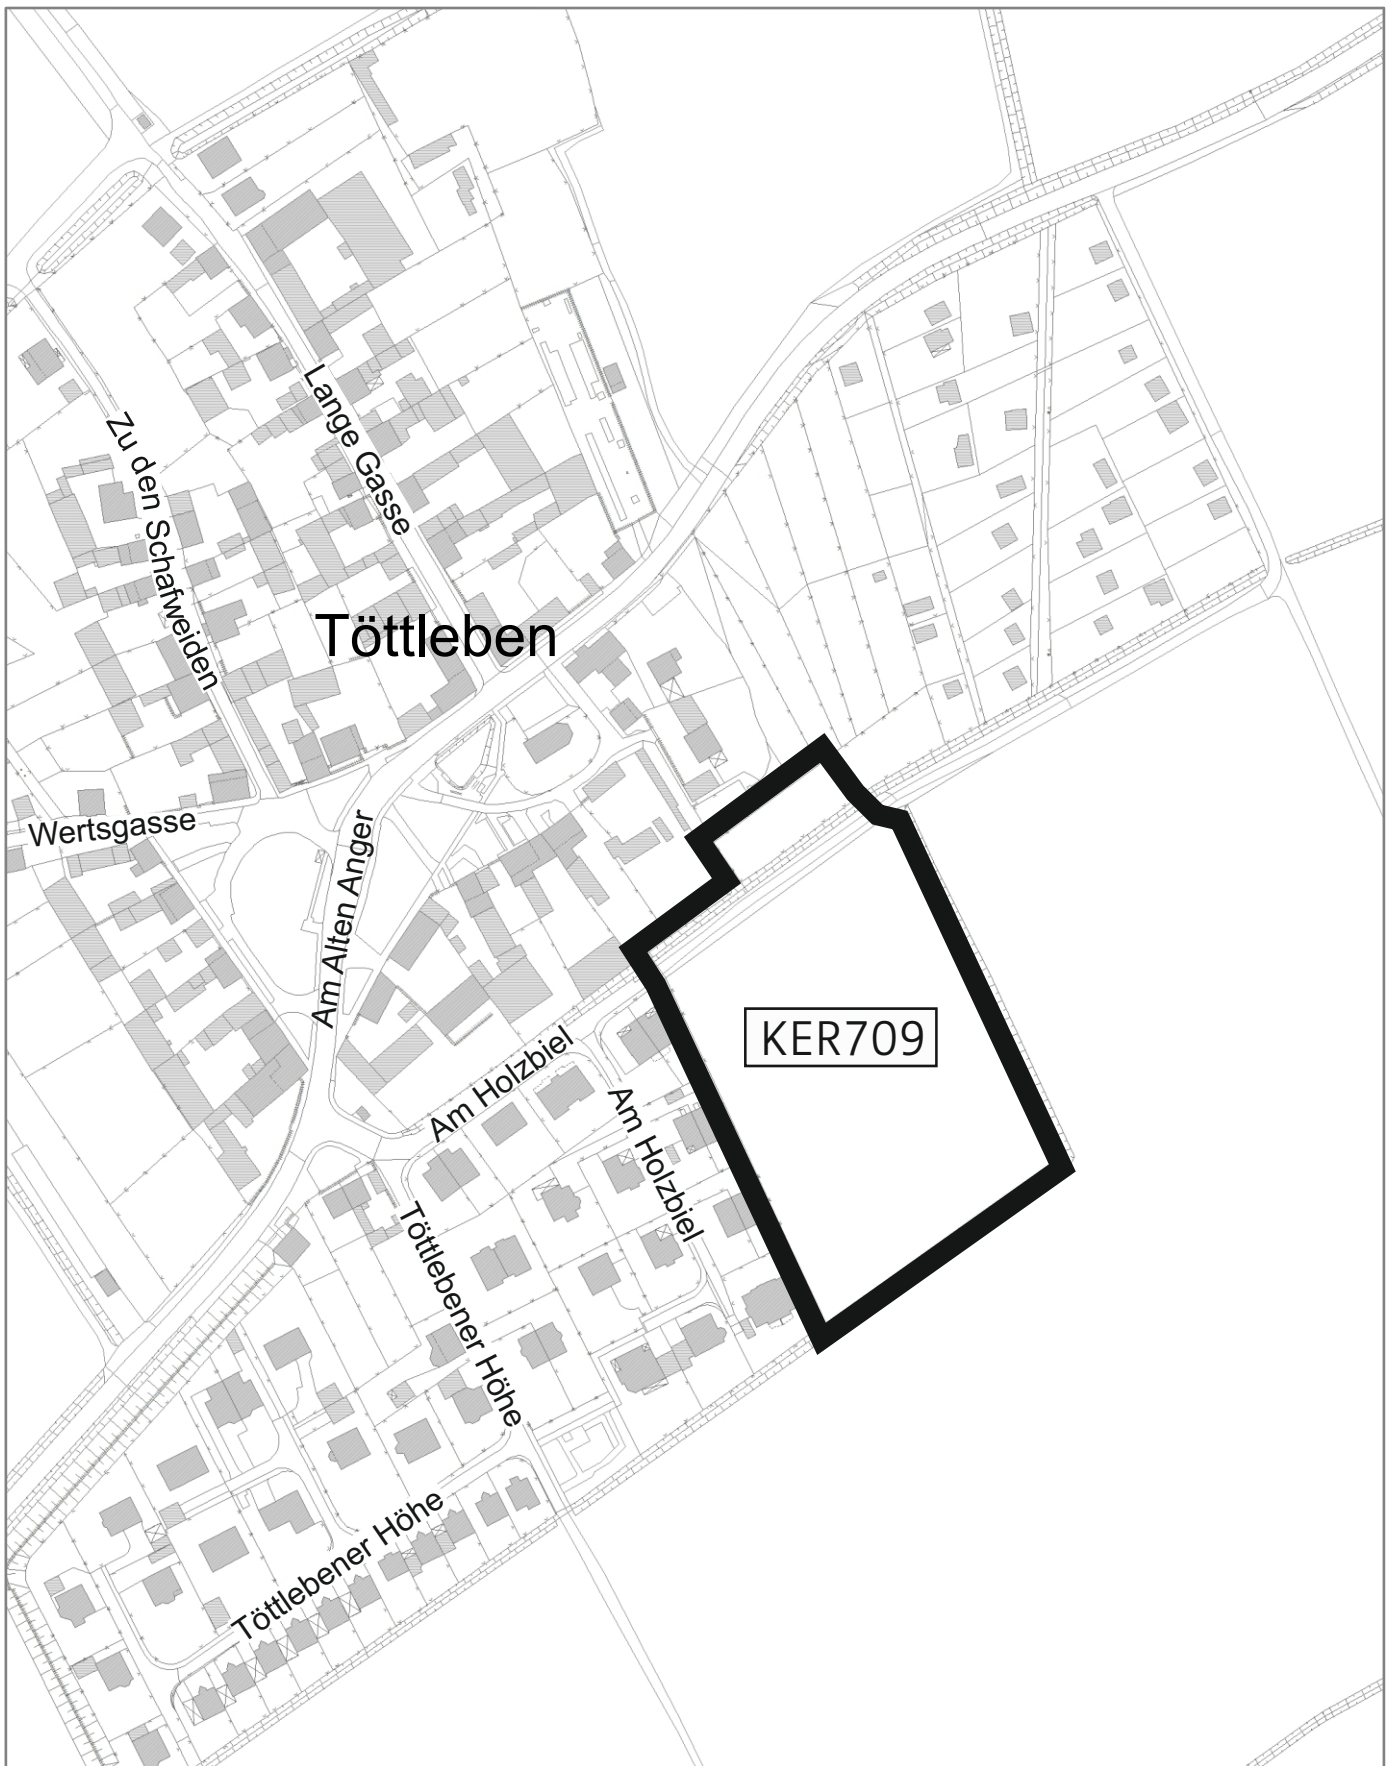 Lange Gasse
Zu den Schafweiden
Töttleben
Wertsgasse
Am Alten Anger
KER709
Am Holzbiel
Am Holzbiel
Töttlebener Höhe
Töttlebener Höhe